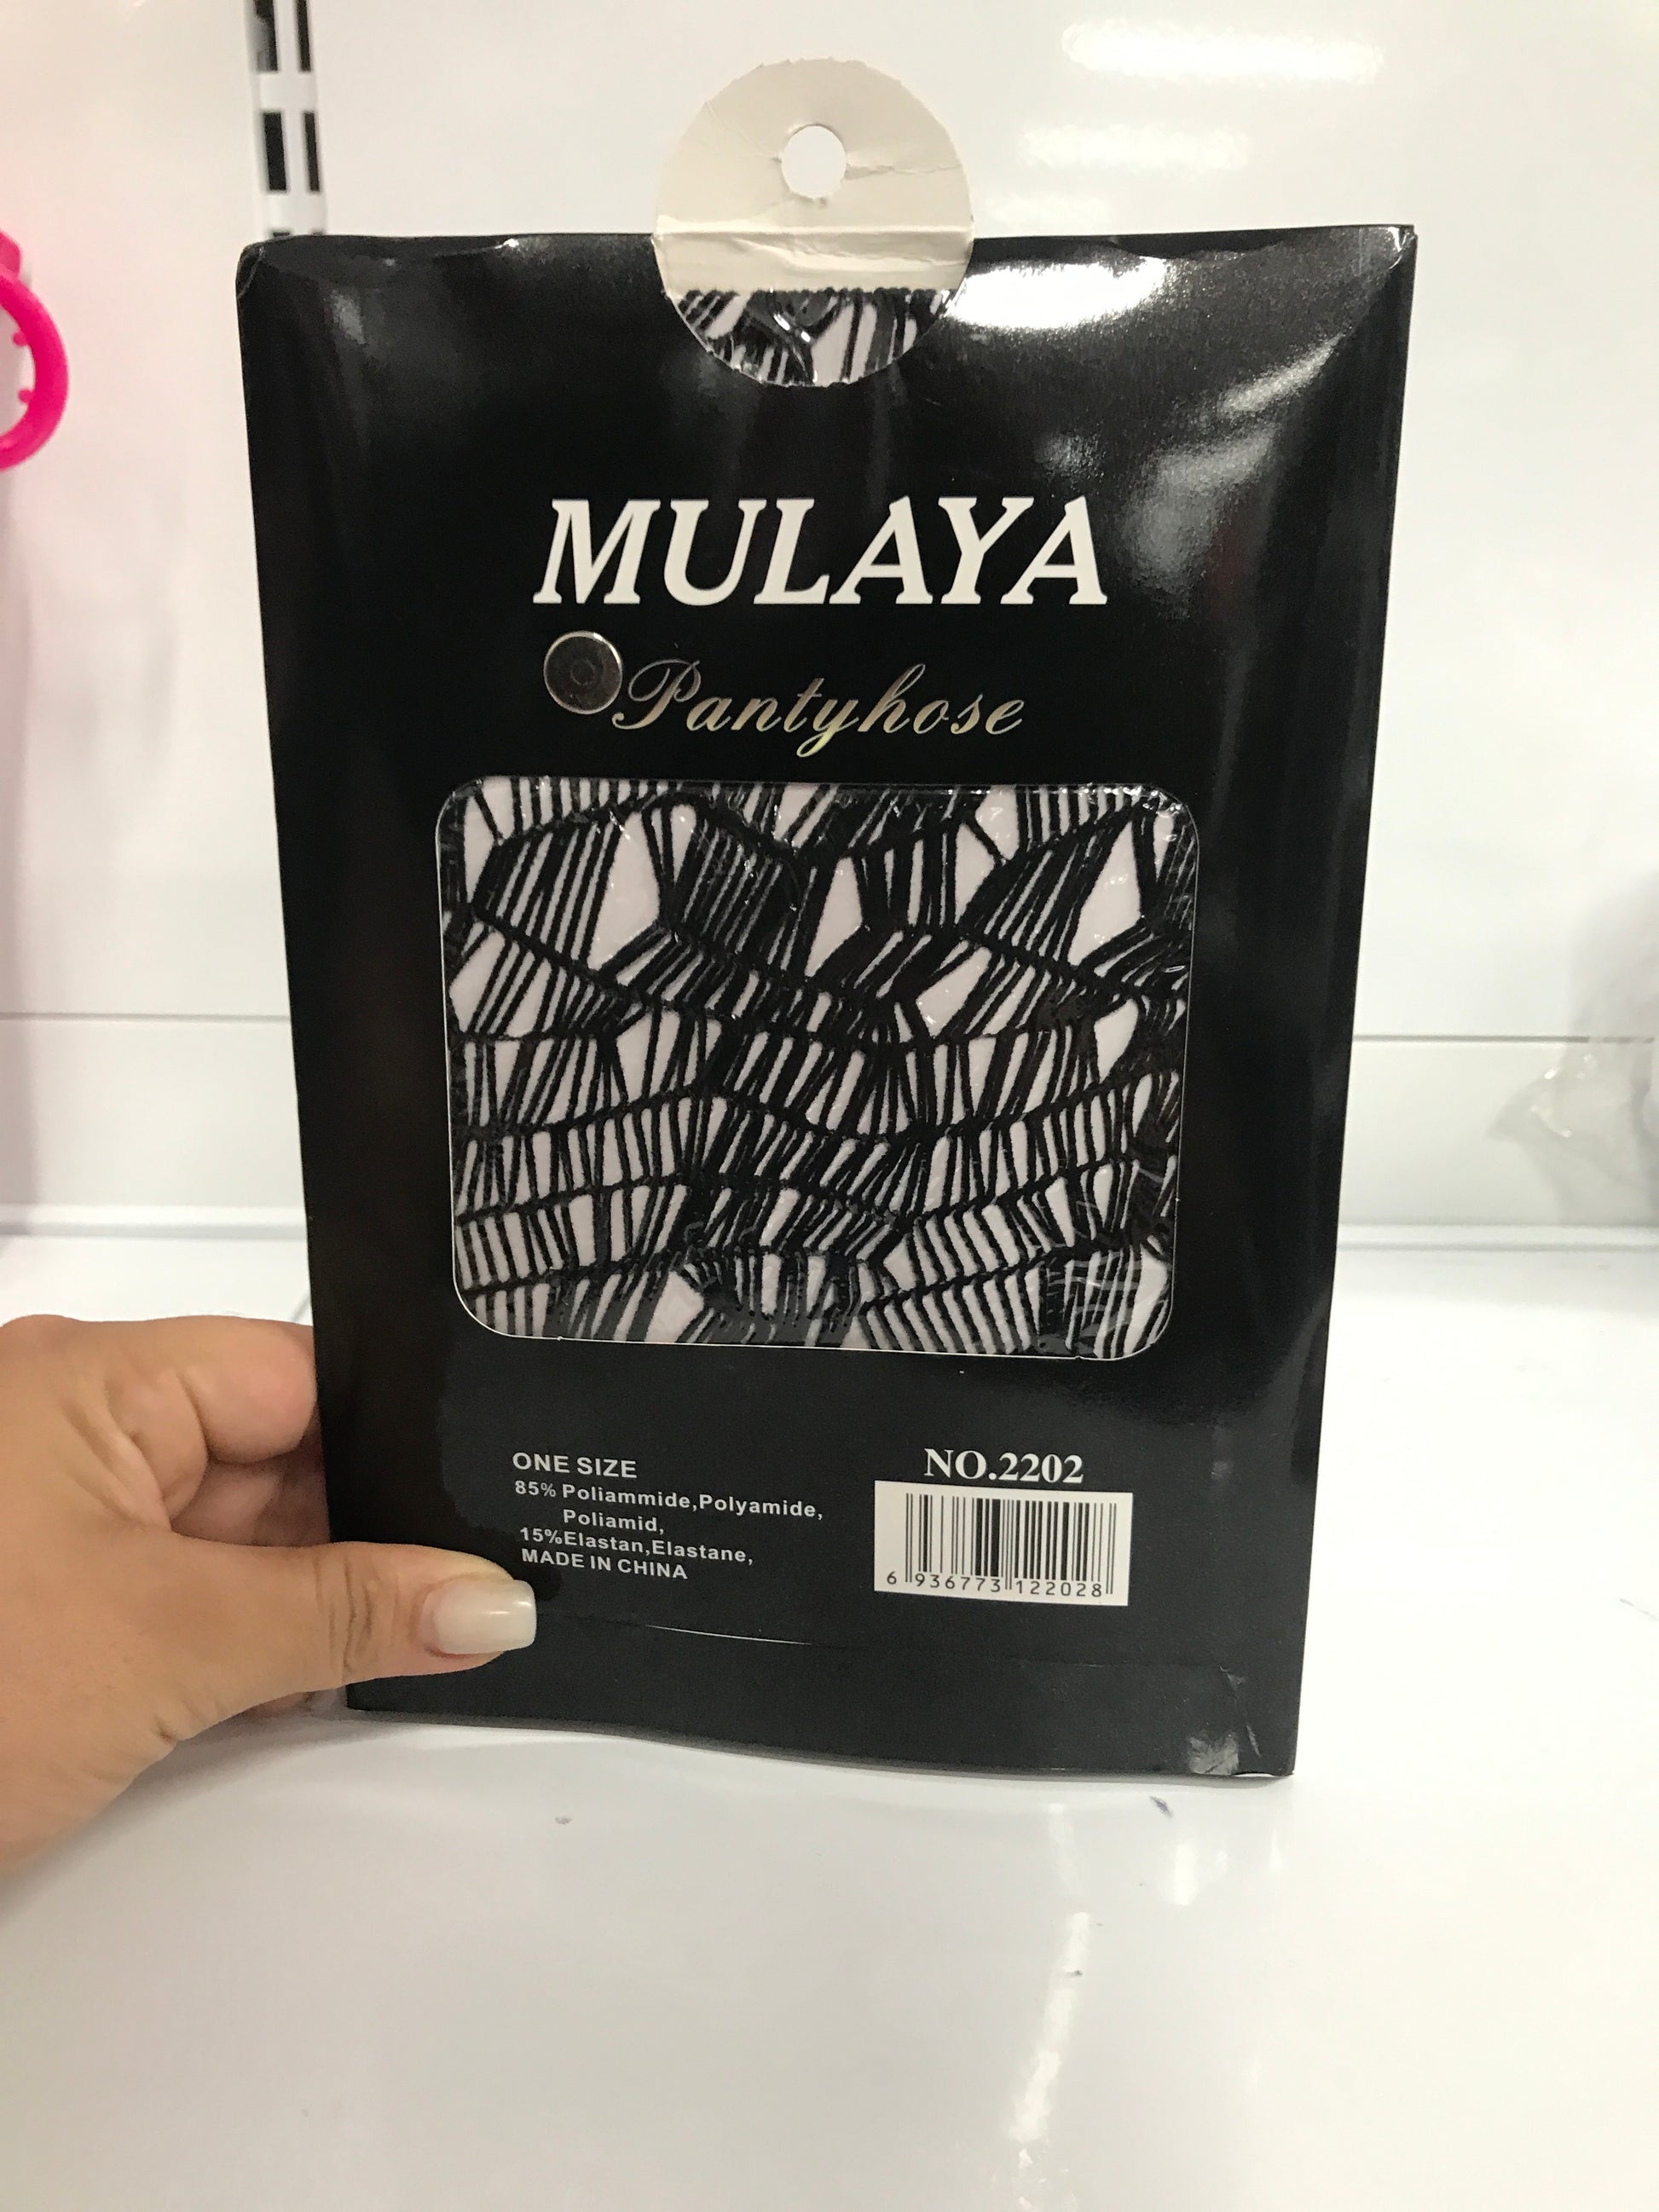 MULAYA
Pantyhose
ONE SIZE
85% Poliammide,Polyamide,
Poliamid,
15%Elastan,Elastane,
MADE IN CHINA
NO.2202
6 936773 122028